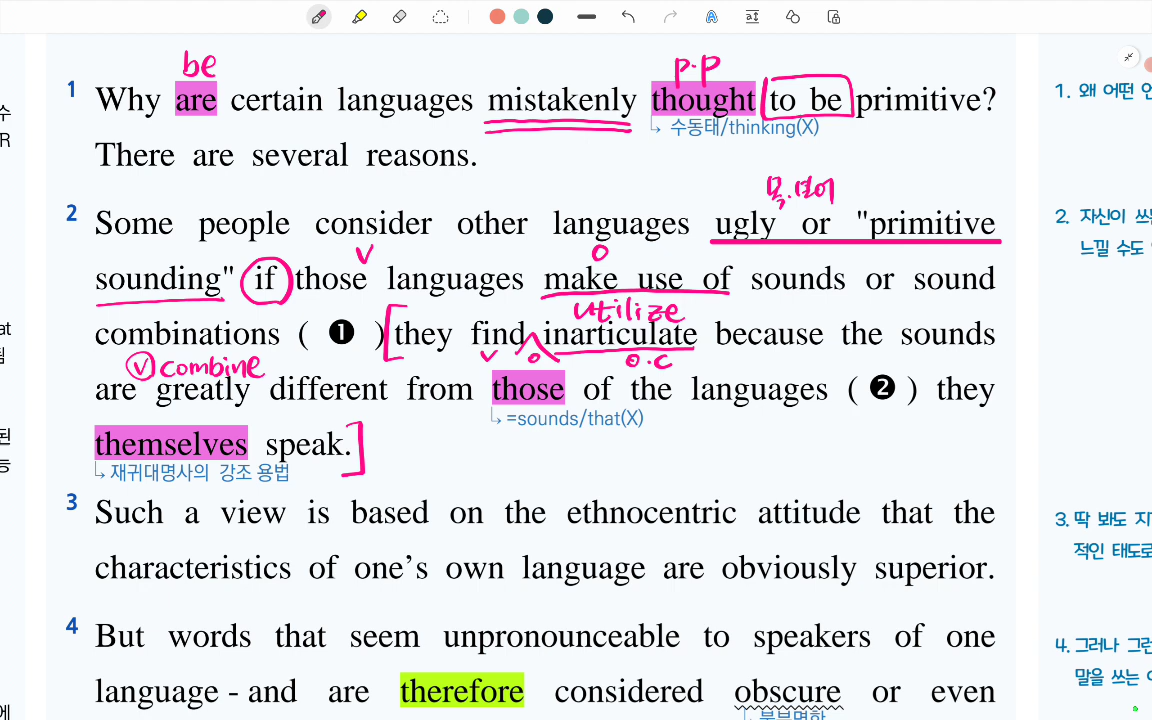 be
p.p
1 Why are certain languages mistakenly thought to be primitive?
↳ 수동태/thinking(X)
There are several reasons.
목.보어
2 Some people consider other languages ugly or "primitive
V
O
sounding" if those languages make use of sounds or sound
utilize
combinations ( ❶ ) [they find inarticulate because the sounds
V
O
O.C
Ⓥ combine
are greatly different from those of the languages ( ❷ ) they
↳ =sounds/that(X)
themselves speak.]
↳ 재귀대명사의 강조 용법
3 Such a view is based on the ethnocentric attitude that the
characteristics of one's own language are obviously superior.
4 But words that seem unpronounceable to speakers of one
language - and are therefore considered obscure or even
수
R
at
된
능
에
1. 왜 어떤
2. 자신이
느낄 수도
3. 딱 봐도
적인 태도로
4. 그러나
말을 쓰는